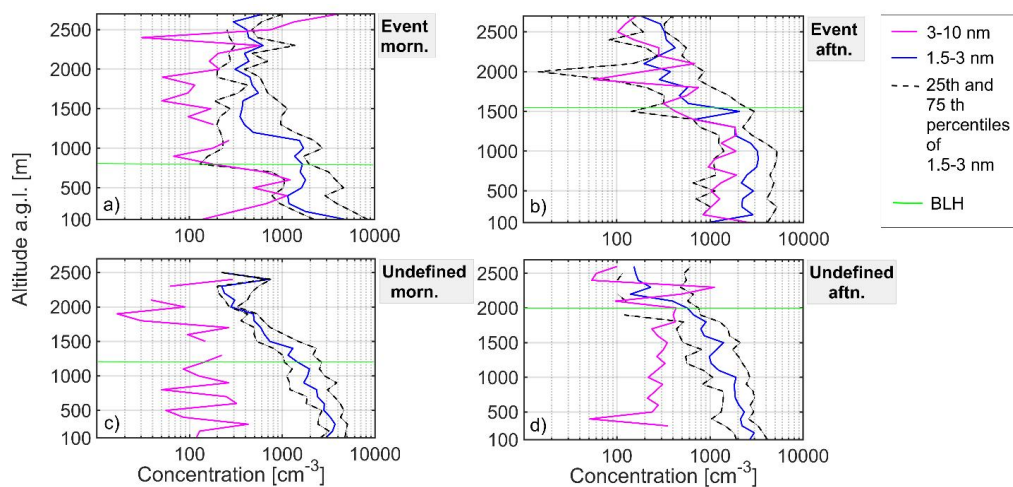 2500
2000
1500
1000
500
100
a)
Event
morn.
100
1000
10000
2500
2000
1500
1000
500
100
b)
Event
aftn.
100
1000
10000
3-10 nm
1.5-3 nm
25th and
75 th
percentiles
of
1.5-3 nm
BLH
Altitude a.g.l. [m]
2500
2000
1500
1000
500
100
c)
Undefined
morn.
100
1000
10000
Concentration [cm-3]
2500
2000
1500
1000
500
100
d)
Undefined
aftn.
100
1000
10000
Concentration [cm-3]